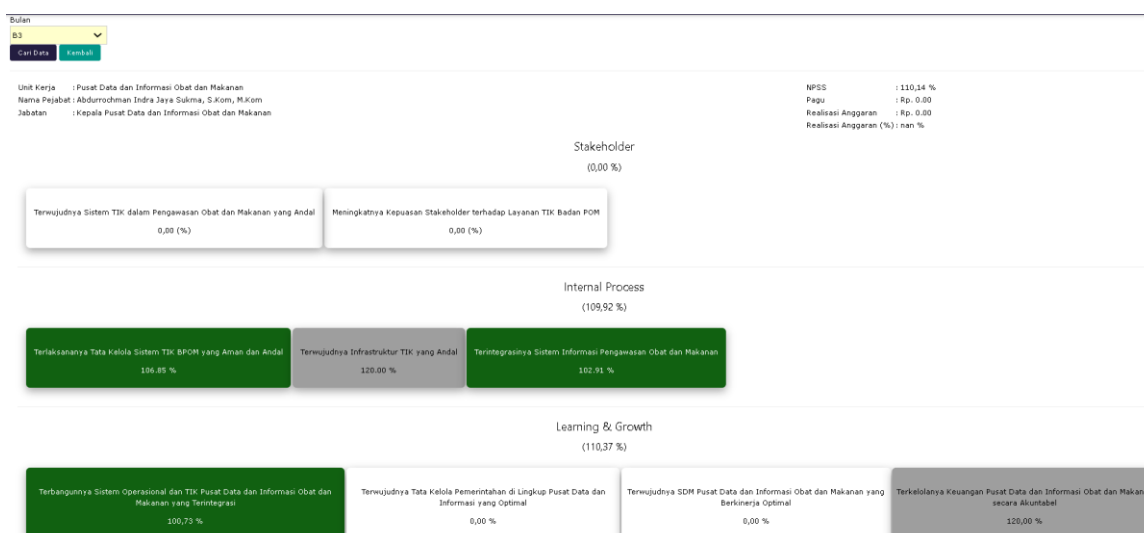 Bulan
B3
Cari Data Kembali
Unit Kerja : Pusat Data dan Informasi Obat dan Makanan
Nama Pejabat : Abdurrochman Indra Jaya Sukma, S.Kom, M.Kom
Jabatan : Kepala Pusat Data dan Informasi Obat dan Makanan
NPSS : 110,14 %
Pagu : Rp. 0.00
Realisasi Anggaran : Rp. 0.00
Realisasi Anggaran (%) : nan %
Stakeholder
(0,00 %)
Terwujudnya Sistem TIK dalam Pengawasan Obat dan Makanan yang Andal
0,00 (%)
Meningkatnya Kepuasan Stakeholder terhadap Layanan TIK Badan POM
0,00 (%)
Internal Process
(109,92 %)
Terlaksananya Tata Kelola Sistem TIK BPOM yang Aman dan Andal
106.85 %
Terwujudnya Infrastruktur TIK yang Andal
120.00 %
Terintegrasinya Sistem Informasi Pengawasan Obat dan Makanan
102.91 %
Learning & Growth
(110,37 %)
Terbangunnya Sistem Operasional dan TIK Pusat Data dan Informasi Obat dan
Makanan yang Terintegrasi
100,73 %
Terwujudnya Tata Kelola Pemerintahan di Lingkup Pusat Data dan
Informasi yang Optimal
0,00 %
Terwujudnya SDM Pusat Data dan Informasi Obat dan Makanan yang
Berkinerja Optimal
0,00 %
Terkelolanya Keuangan Pusat Data dan Informasi Obat dan Makan
secara Akuntabel
120,00 %